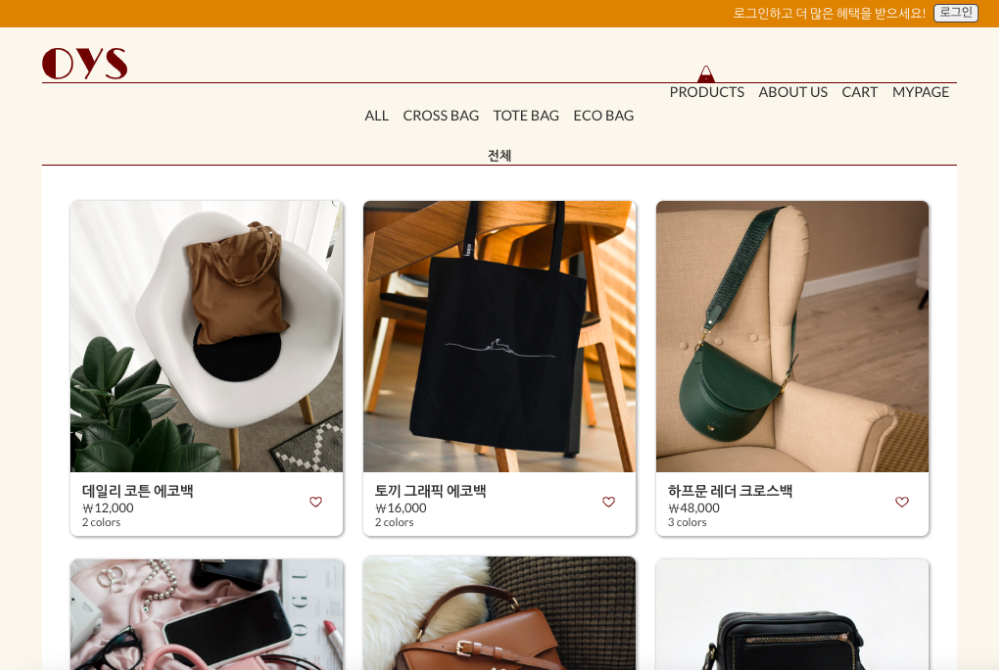 로그인하고 더 많은 혜택을 받으세요! 로그인
OYS
PRODUCTS ABOUT US CART MYPAGE
ALL CROSS BAG TOTE BAG ECO BAG
전체
데일리 코튼 에코백
₩12,000
2 colors
토끼 그래픽 에코백
₩16,000
2 colors
하프문 레더 크로스백
₩48,000
3 colors